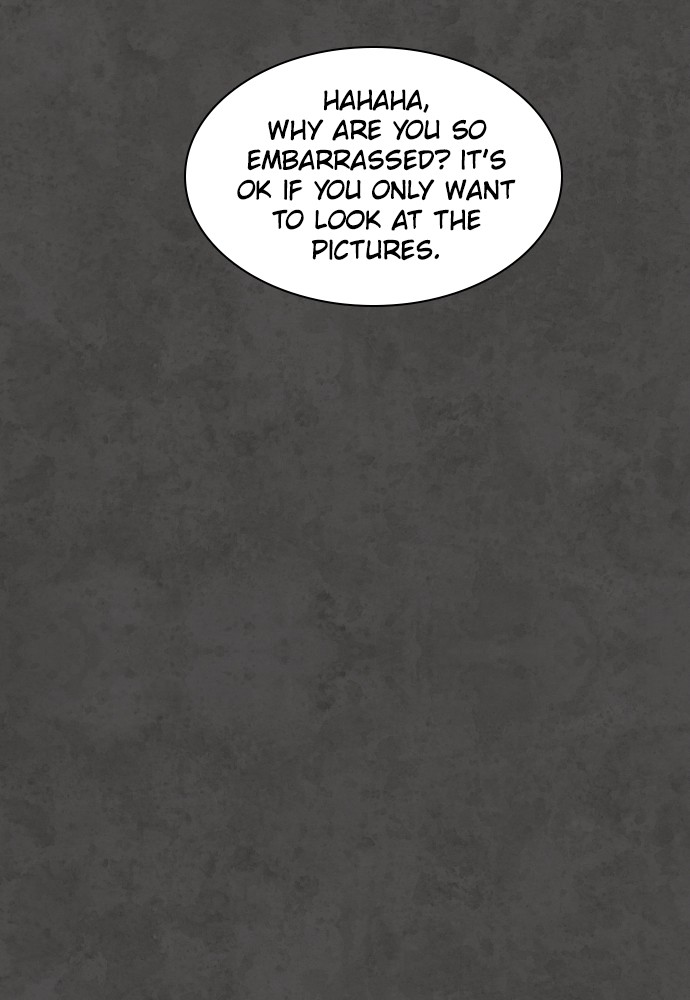 HAHAHA,
WHY ARE YOU SO
EMBARRASSED? IT'S
OK IF YOU ONLY WANT
TO LOOK AT THE
PICTURES.